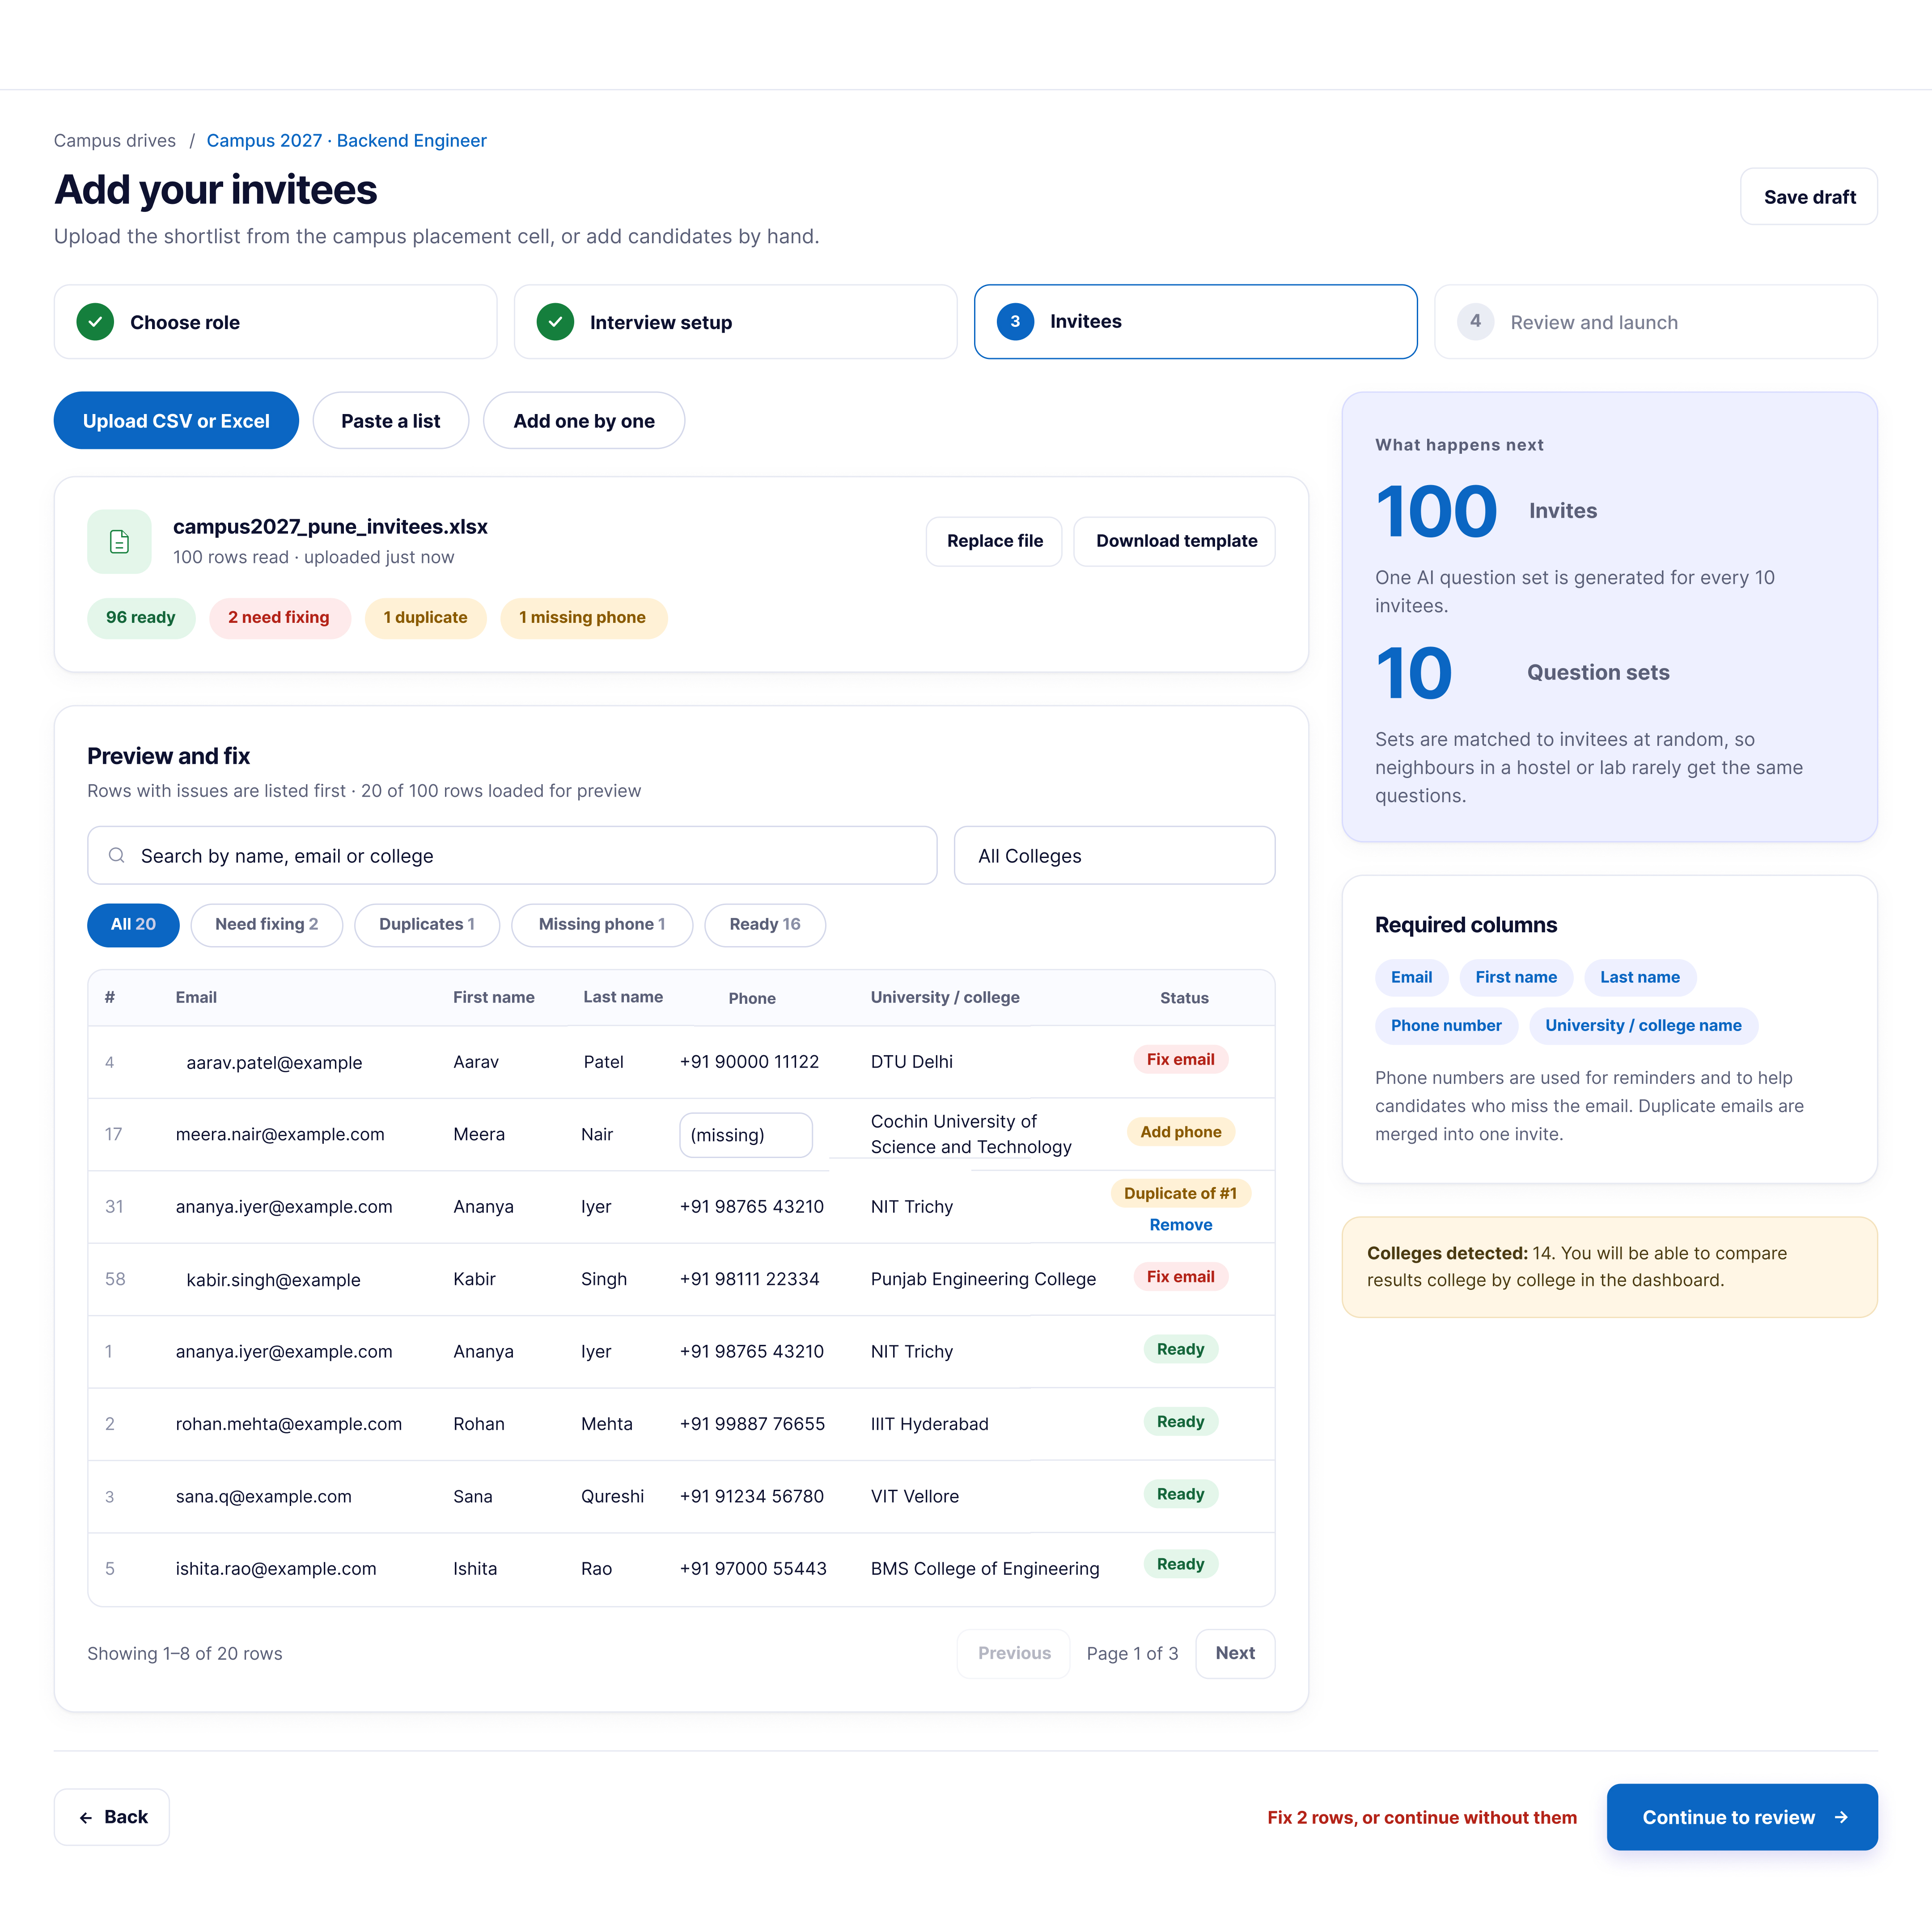 Campus drives / Campus 2027 · Backend Engineer
Add your invitees
Save draft
Upload the shortlist from the campus placement cell, or add candidates by hand.
Choose role
Interview setup
3 Invitees
4 Review and launch
Upload CSV or Excel
Paste a list
Add one by one
campus2027_pune_invitees.xlsx
100 rows read · uploaded just now
Replace file
Download template
96 ready
2 need fixing
1 duplicate
1 missing phone
Preview and fix
Rows with issues are listed first · 20 of 100 rows loaded for preview
Search by name, email or college
All Colleges
All 20
Need fixing 2
Duplicates 1
Missing phone 1
Ready 16
# Email First name Last name Phone University / college Status
4 aarav.patel@example Aarav Patel +91 90000 11122 DTU Delhi Fix email
17 meera.nair@example.com Meera Nair (missing) Cochin University of
Science and Technology Add phone
31 ananya.iyer@example.com Ananya Iyer +91 98765 43210 NIT Trichy Duplicate of #1
Remove
58 kabir.singh@example Kabir Singh +91 98111 22334 Punjab Engineering College Fix email
1 ananya.iyer@example.com Ananya Iyer +91 98765 43210 NIT Trichy Ready
2 rohan.mehta@example.com Rohan Mehta +91 99887 76655 IIIT Hyderabad Ready
3 sana.q@example.com Sana Qureshi +91 91234 56780 VIT Vellore Ready
5 ishita.rao@example.com Ishita Rao +91 97000 55443 BMS College of Engineering Ready
Showing 1–8 of 20 rows
Previous
Page 1 of 3
Next
What happens next
100 Invites
One AI question set is generated for every 10
invitees.
10 Question sets
Sets are matched to invitees at random, so
neighbours in a hostel or lab rarely get the same
questions.
Required columns
Email
First name
Last name
Phone number
University / college name
Phone numbers are used for reminders and to help
candidates who miss the email. Duplicate emails are
merged into one invite.
Colleges detected: 14. You will be able to compare
results college by college in the dashboard.
← Back
Fix 2 rows, or continue without them
Continue to review →